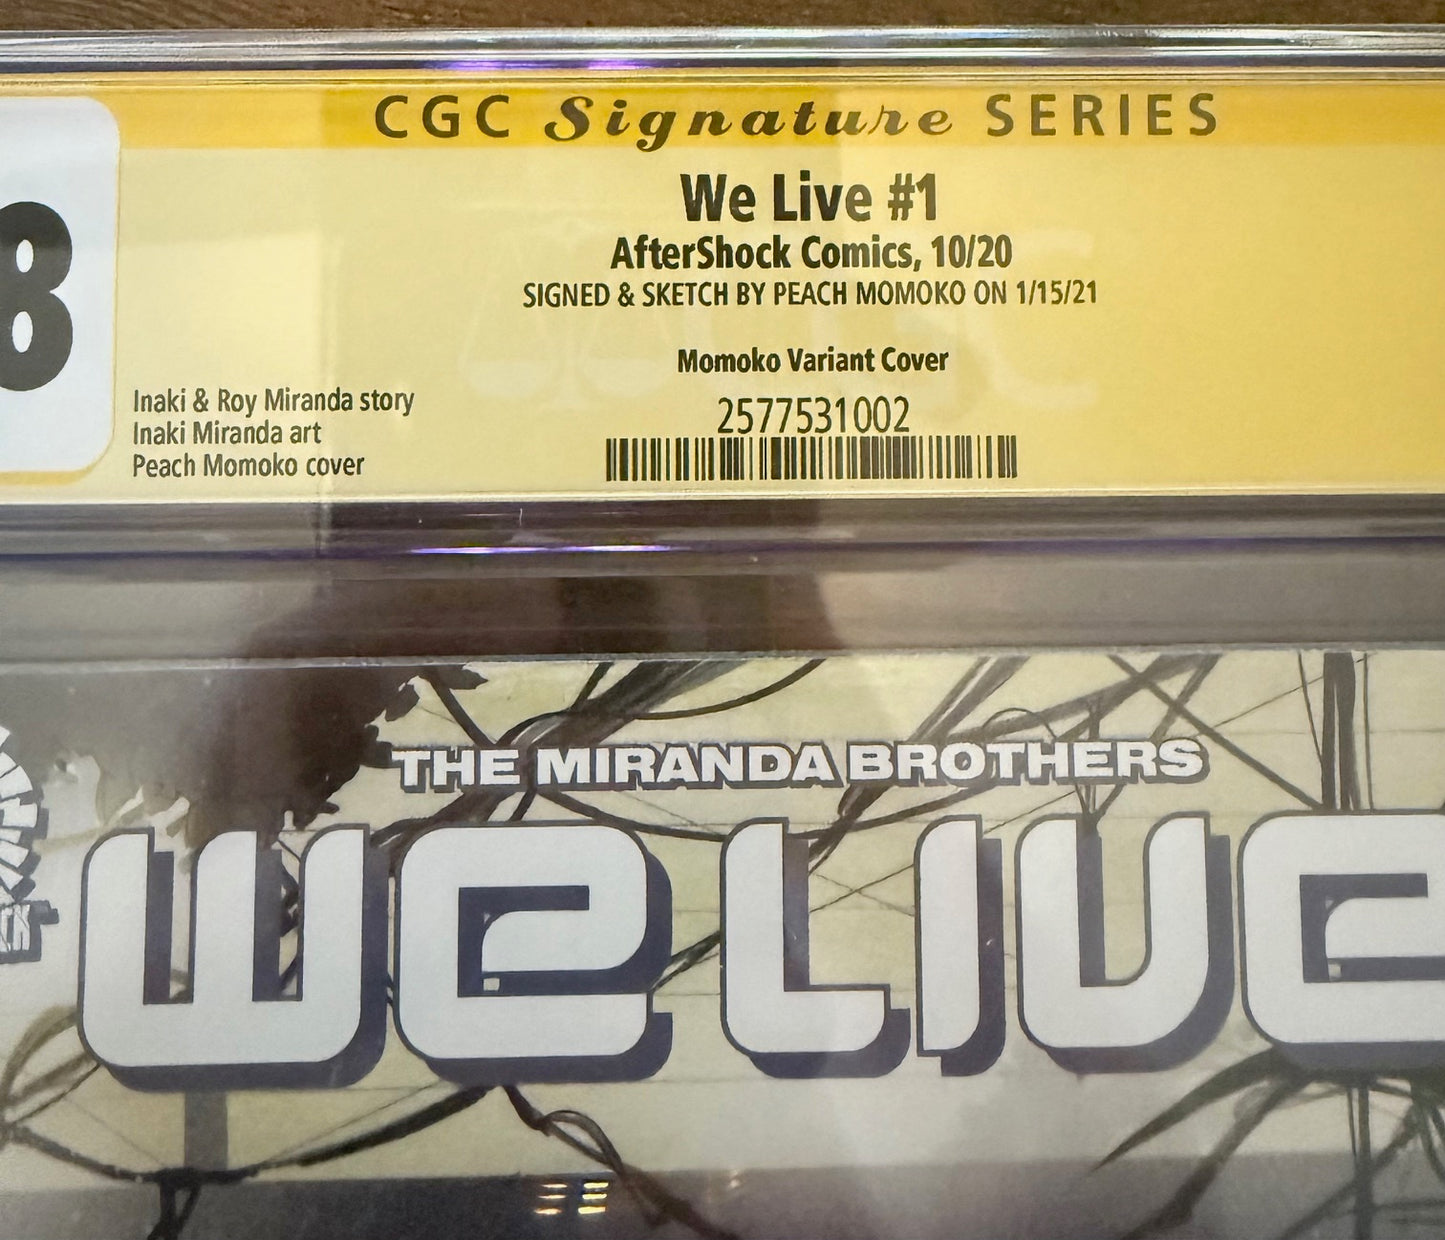 CGC Signature SERIES
8
We Live #1
AfterShock Comics, 10/20
SIGNED & SKETCH BY PEACH MOMOKO ON 1/15/21
Momoko Variant Cover
2577531002
Inaki & Roy Miranda story
Inaki Miranda art
Peach Momoko cover
THE MIRANDA BROTHERS
WE LIVE